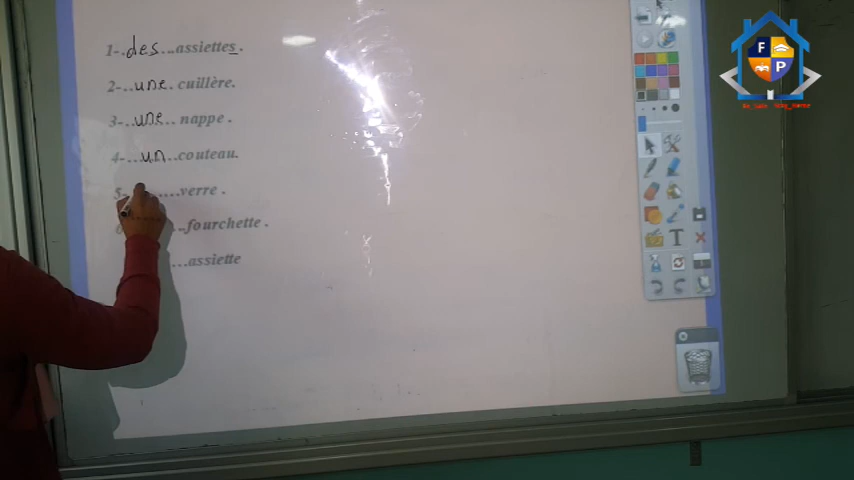 1-..des...assiettes.
2-...une.cuillère.
3-...une...nappe.
4-...un...couteau.
5- ......verre.
...fourchette.
...assiette
F
P
T